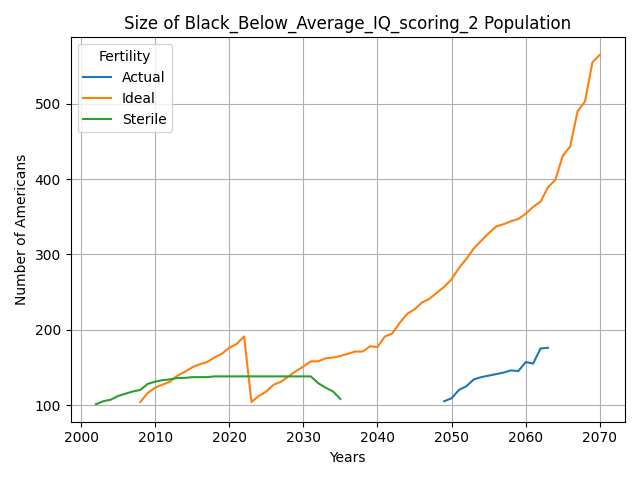 Size of Black_Below_Average_IQ_scoring_2 Population
Fertility
Actual
Ideal
Sterile
Number of Americans
500
400
300
200
100
2000 2010 2020 2030 2040 2050 2060 2070
Years